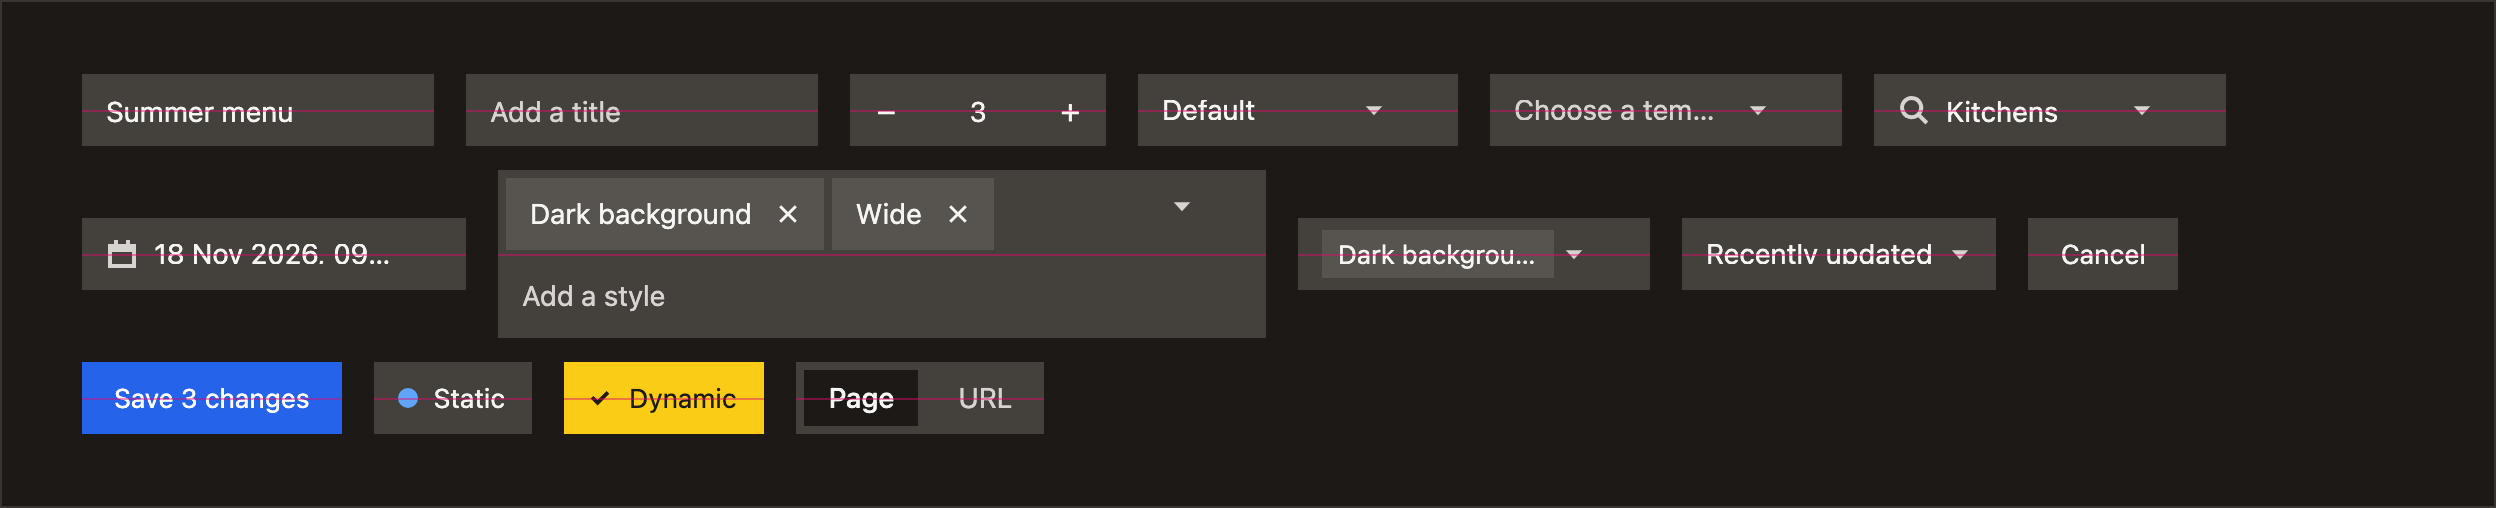 Summer menu
Add a title
− 3 +
Default
Choose a tem...
Kitchens
18 Nov 2026, 09...
Dark background ×
Wide ×
Add a style
Dark backgrou...
Recently updated
Cancel
Save 3 changes
Static
Dynamic
Page
URL